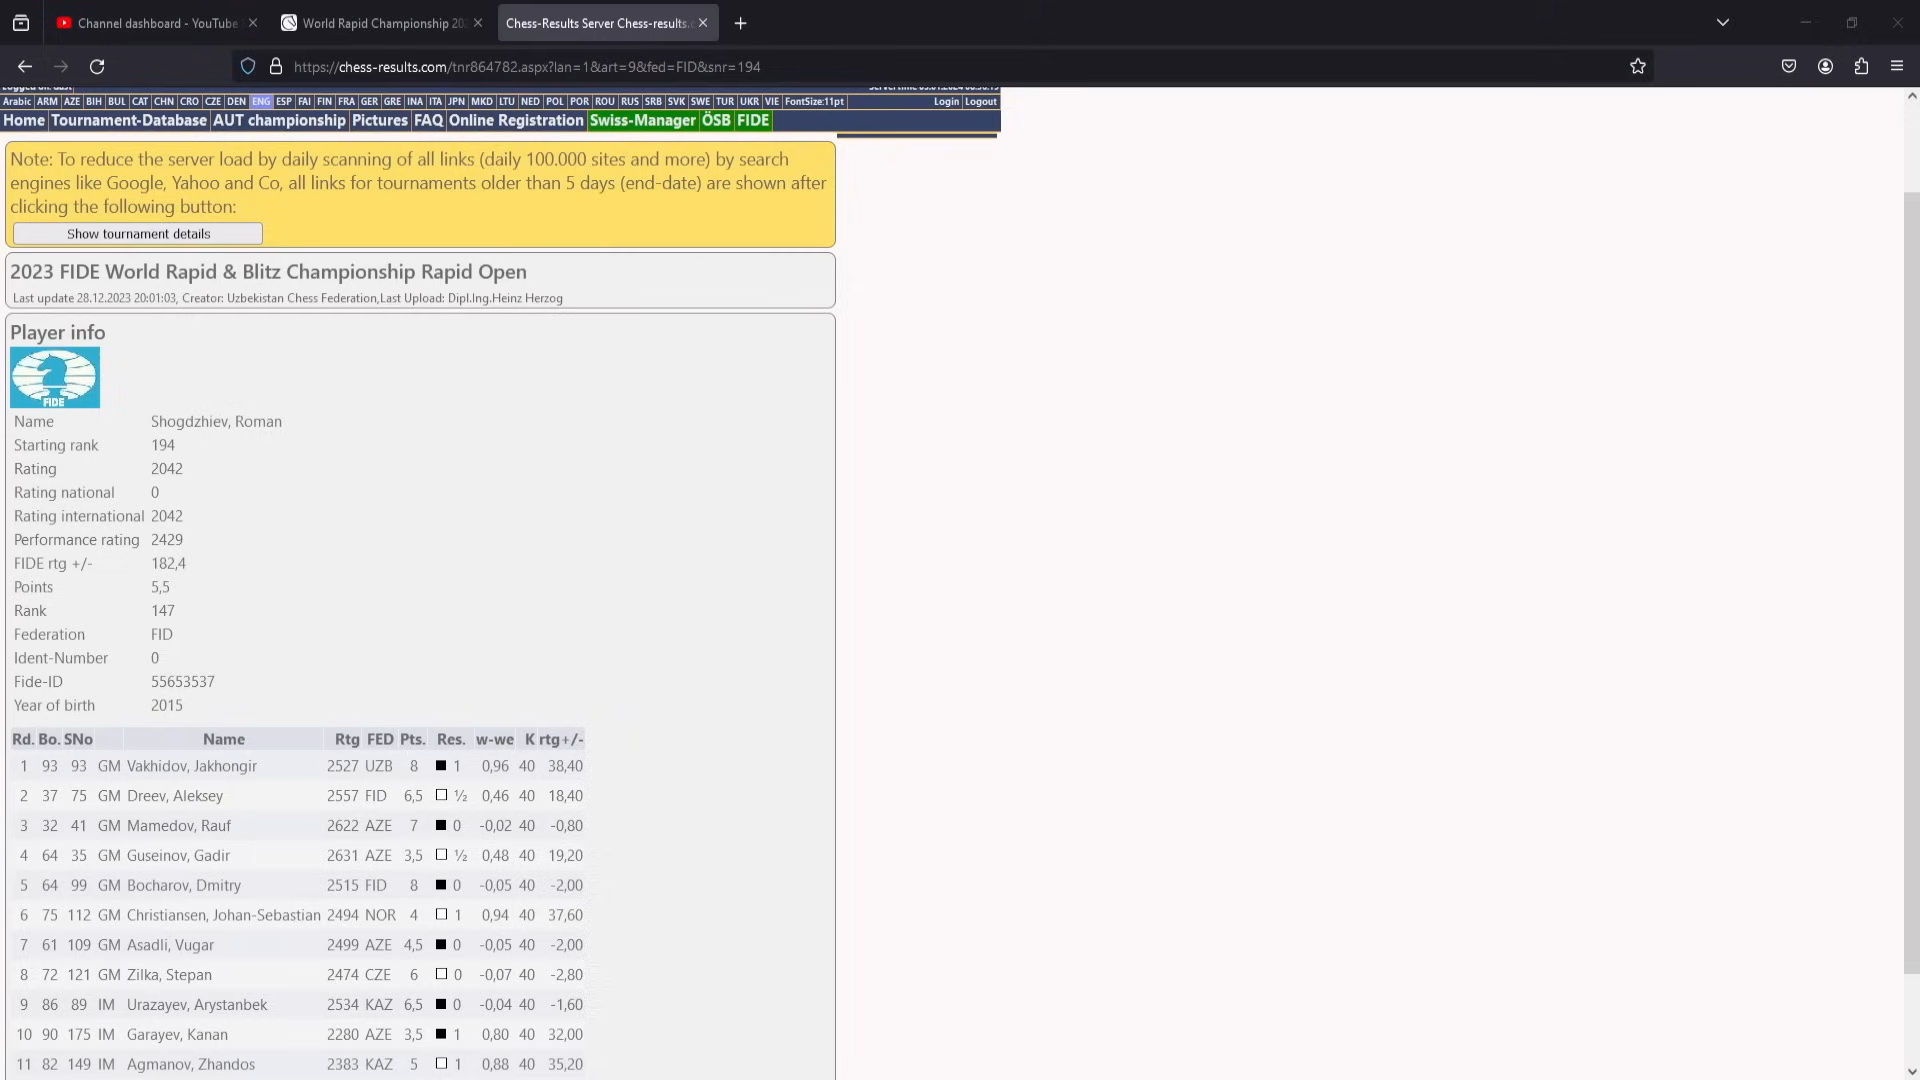 Channel dashboard - YouTube
World Rapid Championship 20
Chess-Results Server Chess-results.
https://chess-results.com/tnr864782.aspx?lan=1&art=9&fed=FID&snr=194
Arabic ARM AZE BIH BUL CAT CHN CRO CZE DEN ENG ESP FAI FIN FRA GER GRE INA ITA JPN MKD LTU NED POL POR ROU RUS SRB SVK SWE TUR UKR VIE FontSize:11pt Login Logout
Home Tournament-Database AUT championship Pictures FAQ Online Registration Swiss-Manager ÖSB FIDE
Note: To reduce the server load by daily scanning of all links (daily 100.000 sites and more) by search
engines like Google, Yahoo and Co, all links for tournaments older than 5 days (end-date) are shown after
clicking the following button:
Show tournament details
2023 FIDE World Rapid & Blitz Championship Rapid Open
Last update 28.12.2023 20:01:03, Creator: Uzbekistan Chess Federation,Last Upload: Dipl.Ing.Heinz Herzog
Player info
FIDE
Name Shogdzhiev, Roman
Starting rank 194
Rating 2042
Rating national 0
Rating international 2042
Performance rating 2429
FIDE rtg +/- 182,4
Points 5,5
Rank 147
Federation FID
Ident-Number 0
Fide-ID 55653537
Year of birth 2015
Rd. Bo. SNo Name Rtg FED Pts. Res. w-we K rtg+/-
1 93 93 GM Vakhidov, Jakhongir 2527 UZB 8 1 0,96 40 38,40
2 37 75 GM Dreev, Aleksey 2557 FID 6,5 ½ 0,46 40 18,40
3 32 41 GM Mamedov, Rauf 2622 AZE 7 0 -0,02 40 -0,80
4 64 35 GM Guseinov, Gadir 2631 AZE 3,5 ½ 0,48 40 19,20
5 64 99 GM Bocharov, Dmitry 2515 FID 8 0 -0,05 40 -2,00
6 75 112 GM Christiansen, Johan-Sebastian 2494 NOR 4 1 0,94 40 37,60
7 61 109 GM Asadli, Vugar 2499 AZE 4,5 0 -0,05 40 -2,00
8 72 121 GM Zilka, Stepan 2474 CZE 6 0 -0,07 40 -2,80
9 86 89 IM Urazayev, Arystanbek 2534 KAZ 6,5 0 -0,04 40 -1,60
10 90 175 IM Garayev, Kanan 2280 AZE 3,5 1 0,80 40 32,00
11 82 149 IM Agmanov, Zhandos 2383 KAZ 5 1 0,88 40 35,20